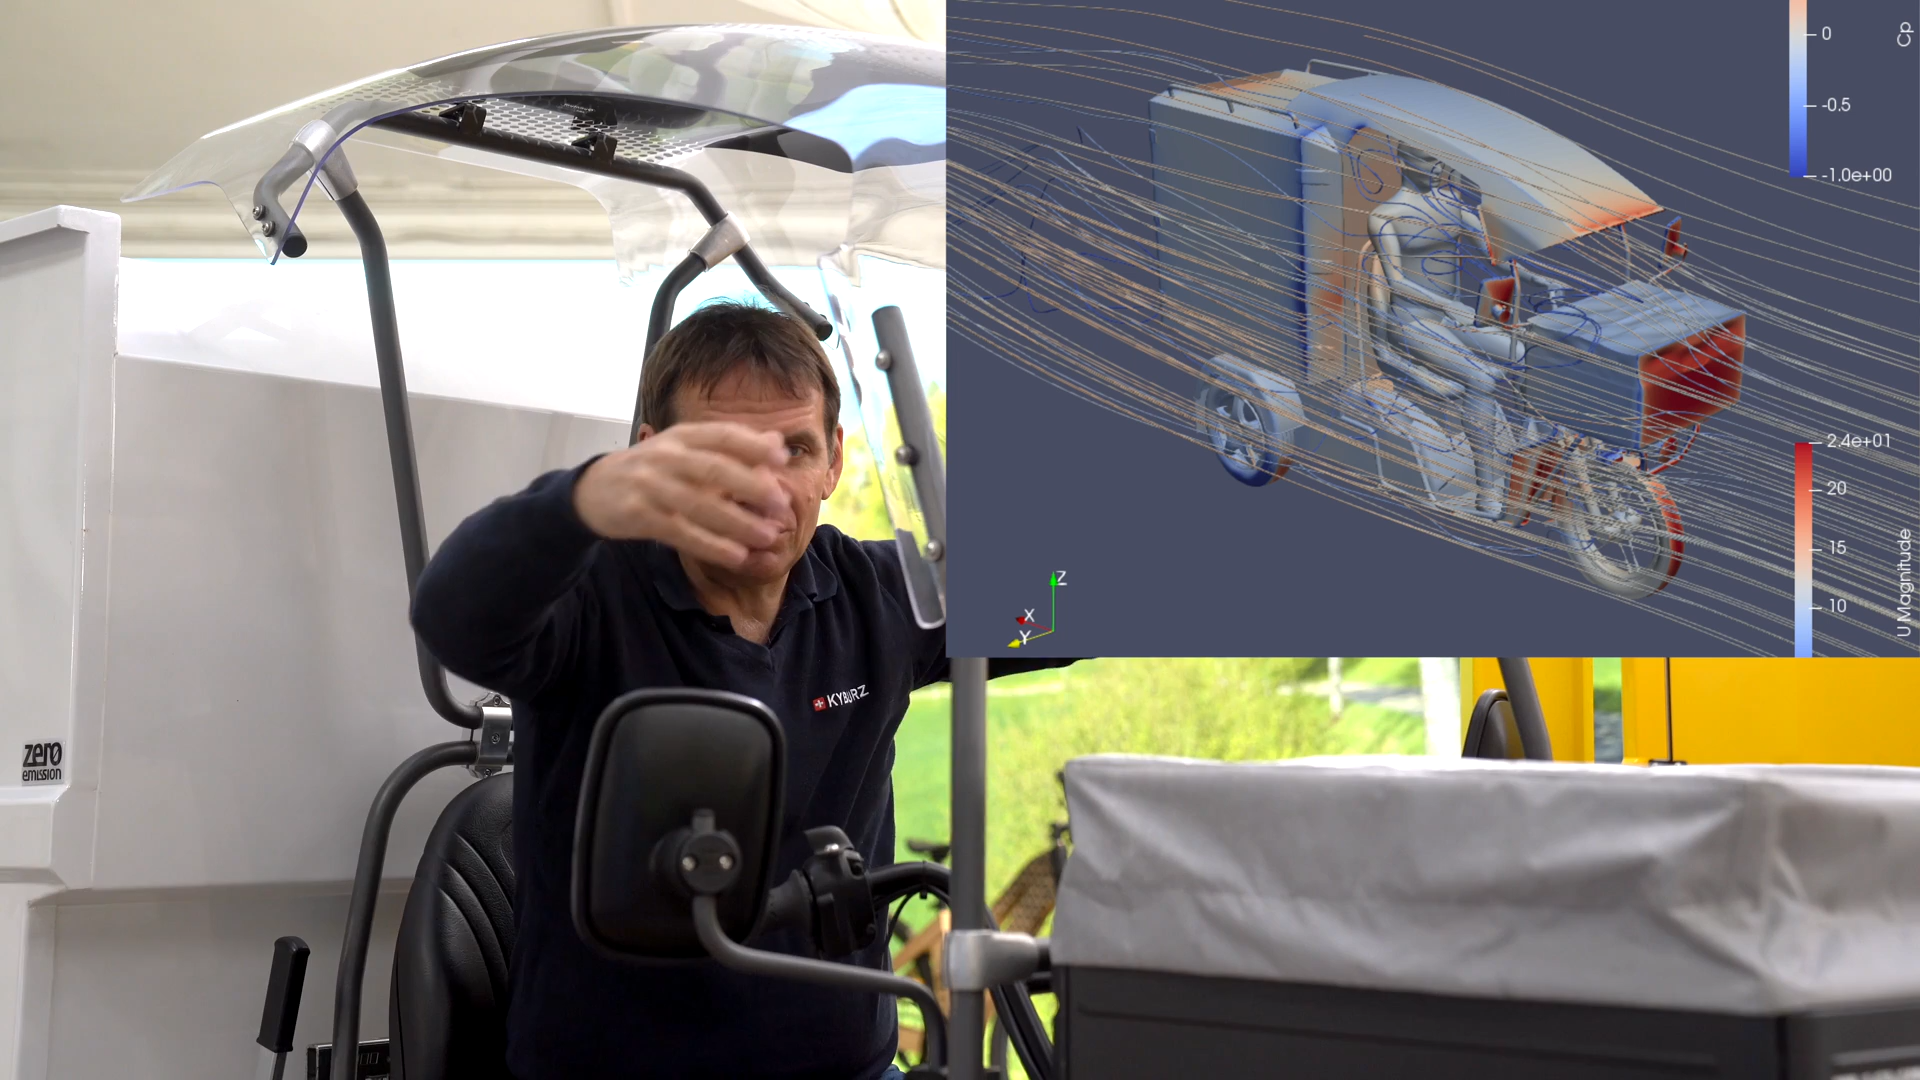 zero
emission
KYBURZ
0
-0.5
-1.0e+00
Cp
2.4e+01
20
15
10
U Magnitude
Z
X
Y